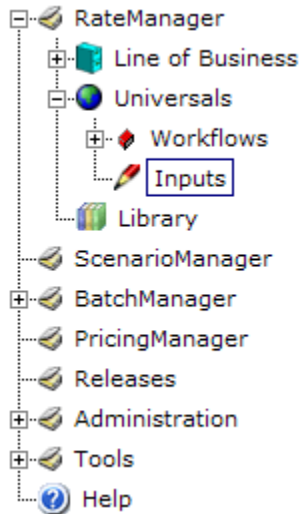 RateManager
Line of Business
Universals
Workflows
Inputs
Library
ScenarioManager
BatchManager
PricingManager
Releases
Administration
Tools
Help